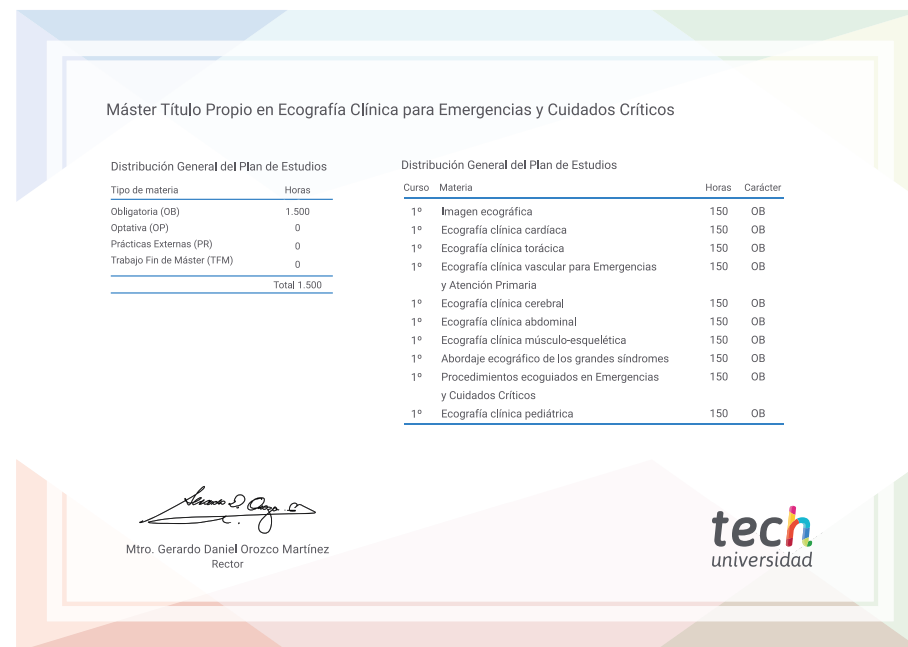 Máster Título Propio en Ecografía Clínica para Emergencias y Cuidados Críticos
Distribución General del Plan de Estudios
Tipo de materia Horas
Obligatoria (OB) 1.500
Optativa (OP) 0
Prácticas Externas (PR) 0
Trabajo Fin de Máster (TFM) 0
Total 1.500
Distribución General del Plan de Estudios
Curso Materia Horas Carácter
1º Imagen ecográfica 150 OB
1º Ecografía clínica cardíaca 150 OB
1º Ecografía clínica torácica 150 OB
1º Ecografía clínica vascular para Emergencias 150 OB
y Atención Primaria
1º Ecografía clínica cerebral 150 OB
1º Ecografía clínica abdominal 150 OB
1º Ecografía clínica músculo-esquelética 150 OB
1º Abordaje ecográfico de los grandes síndromes 150 OB
1º Procedimientos ecoguiados en Emergencias 150 OB
y Cuidados Críticos
1º Ecografía clínica pediátrica 150 OB
Mtro. Gerardo Daniel Orozco Martínez
Rector
tech
universidad